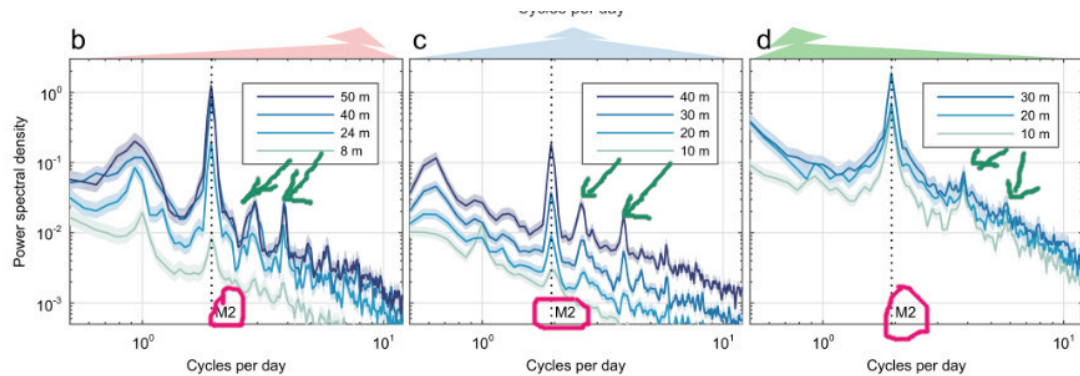 Cycles per day
b
c
d
50 m
40 m
24 m
8 m
40 m
30 m
20 m
10 m
30 m
20 m
10 m
Power spectral density
10⁰
10⁻¹
10⁻²
10⁻³
M2
M2
M2
10⁰
10¹
10⁰
10¹
10⁰
10¹
Cycles per day
Cycles per day
Cycles per day